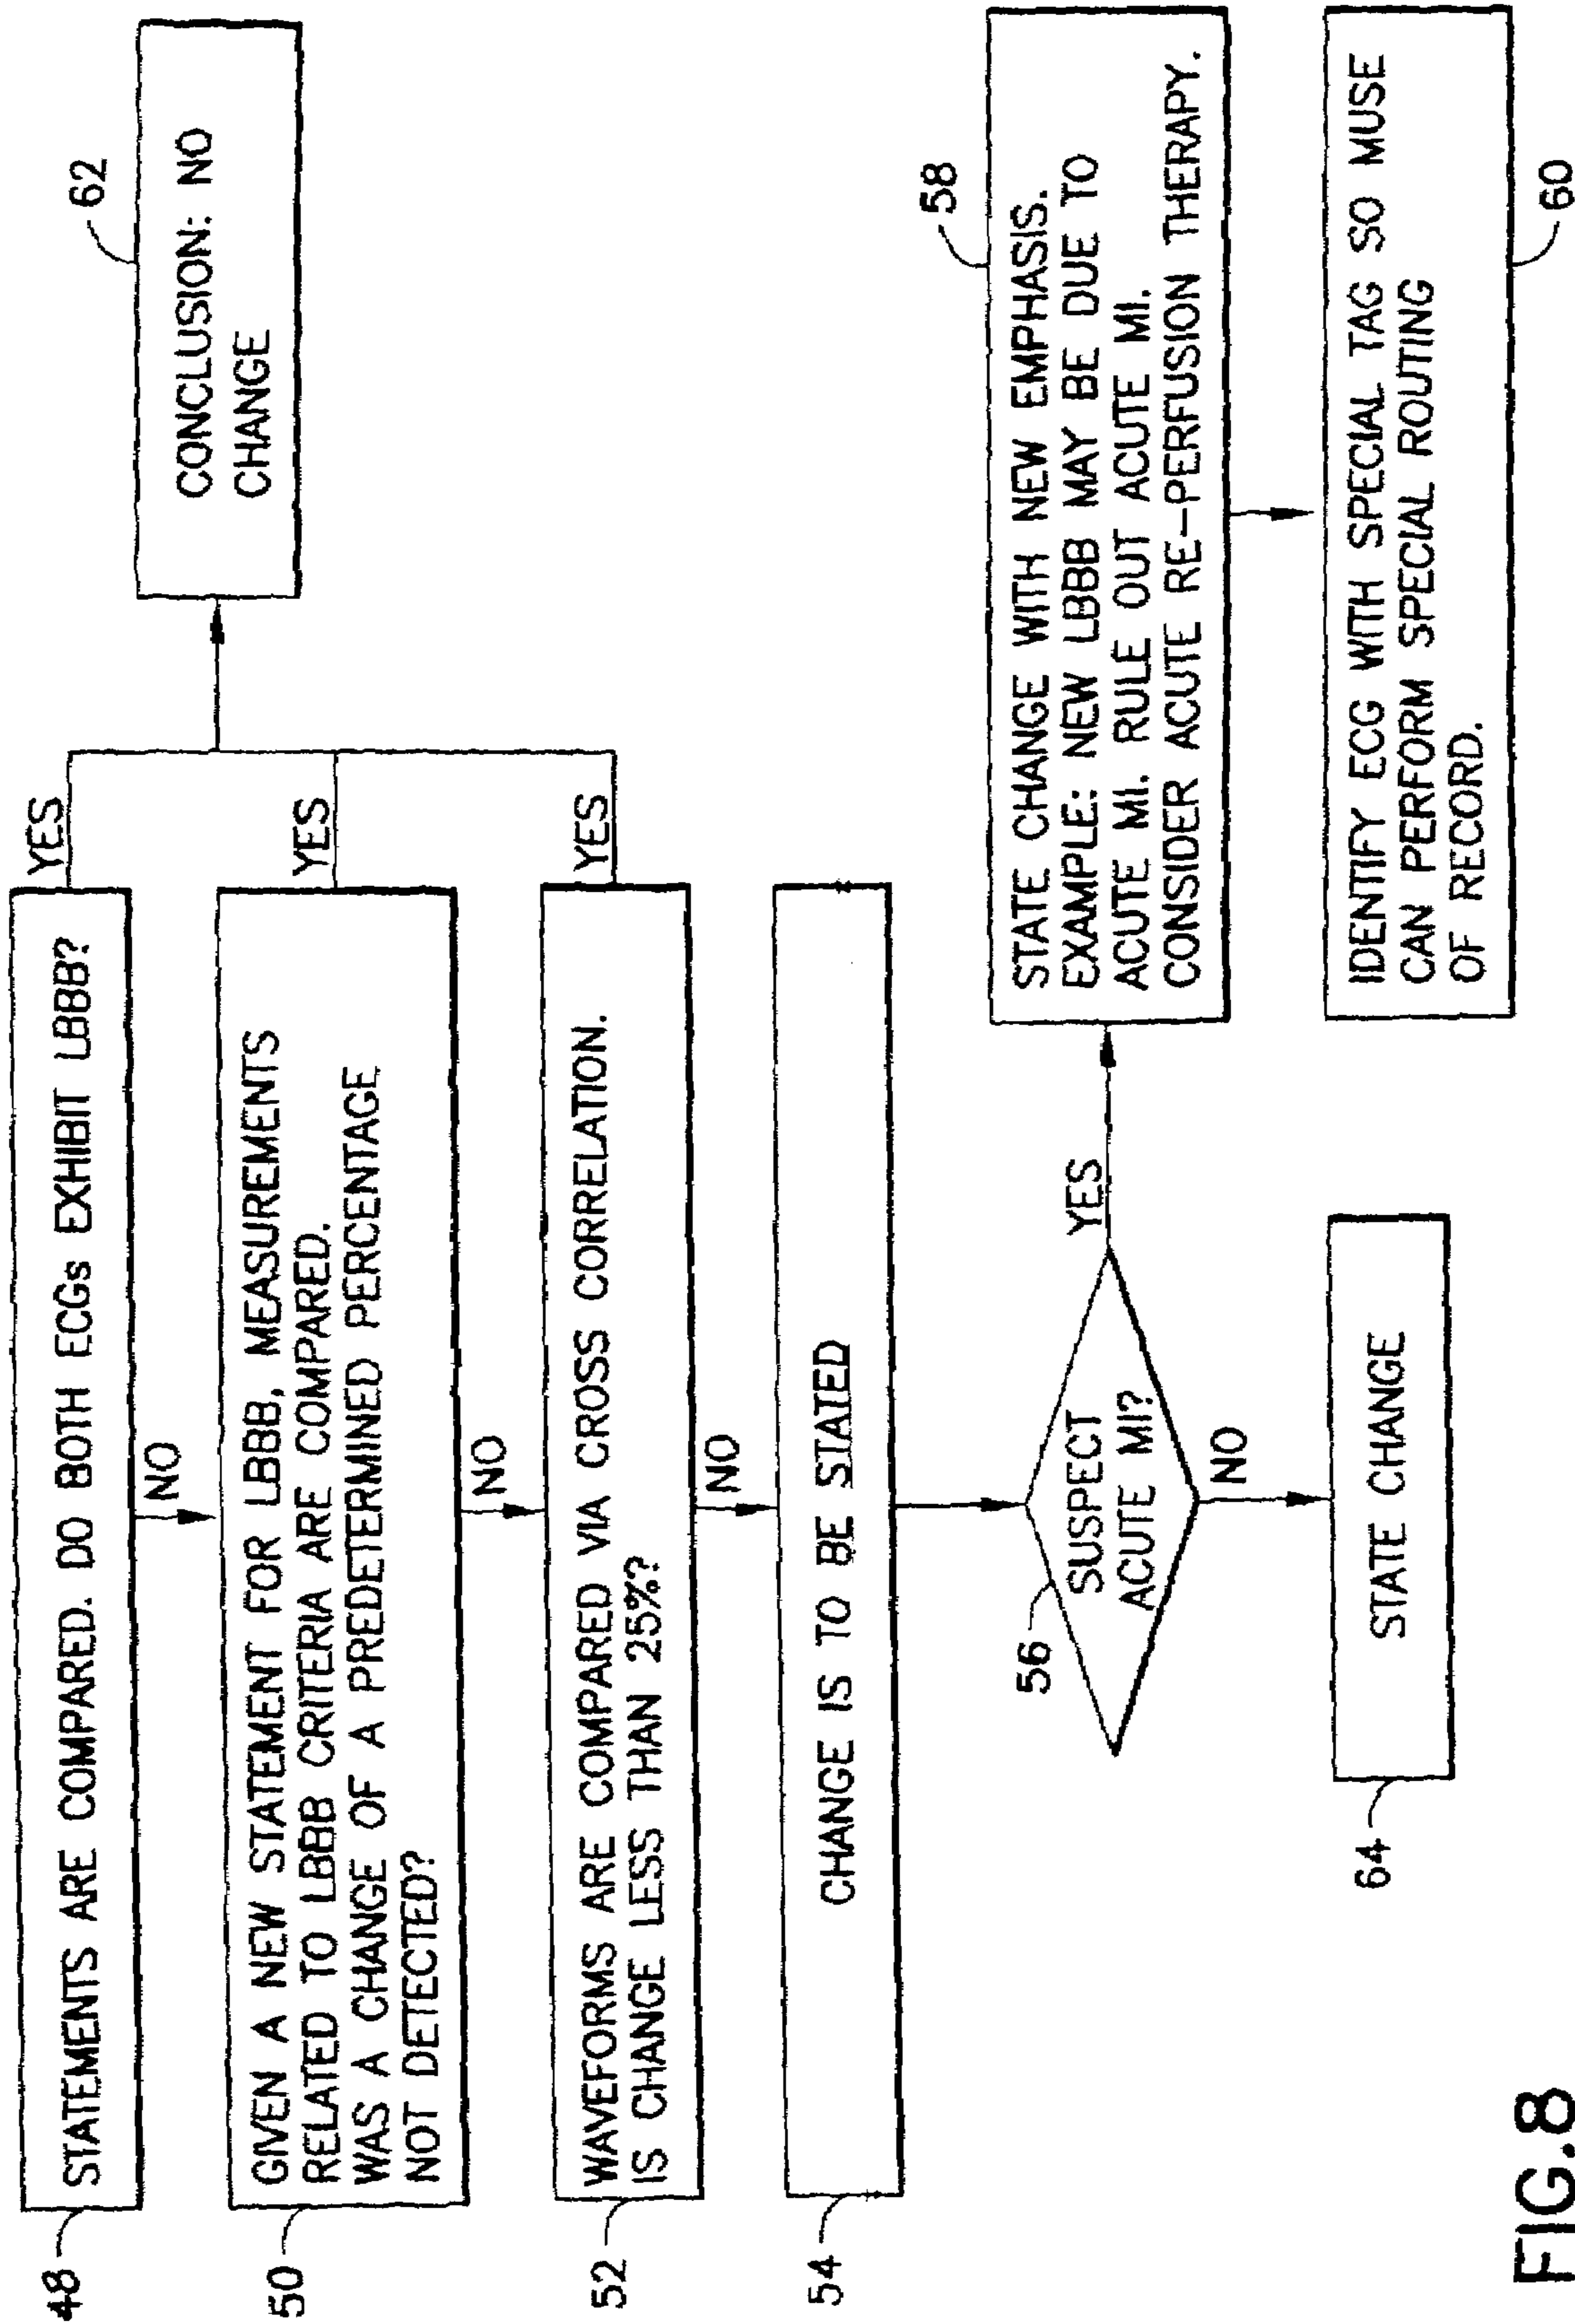 48
STATEMENTS ARE COMPARED. DO BOTH ECGs EXHIBIT LBBB?
YES
NO
62
CONCLUSION: NO
CHANGE
50
GIVEN A NEW STATEMENT FOR LBBB, MEASUREMENTS
RELATED TO LBBB CRITERIA ARE COMPARED.
WAS A CHANGE OF A PREDETERMINED PERCENTAGE
NOT DETECTED?
YES
NO
52
WAVEFORMS ARE COMPARED VIA CROSS CORRELATION.
IS CHANGE LESS THAN 25%?
YES
NO
54
CHANGE IS TO BE STATED
56
SUSPECT
ACUTE MI?
YES
NO
58
STATE CHANGE WITH NEW EMPHASIS.
EXAMPLE: NEW LBBB MAY BE DUE TO
ACUTE MI. RULE OUT ACUTE MI.
CONSIDER ACUTE RE-PERFUSION THERAPY.
64
STATE CHANGE
IDENTIFY ECG WITH SPECIAL TAG SO MUSE
CAN PERFORM SPECIAL ROUTING
OF RECORD.
60
FIG.8